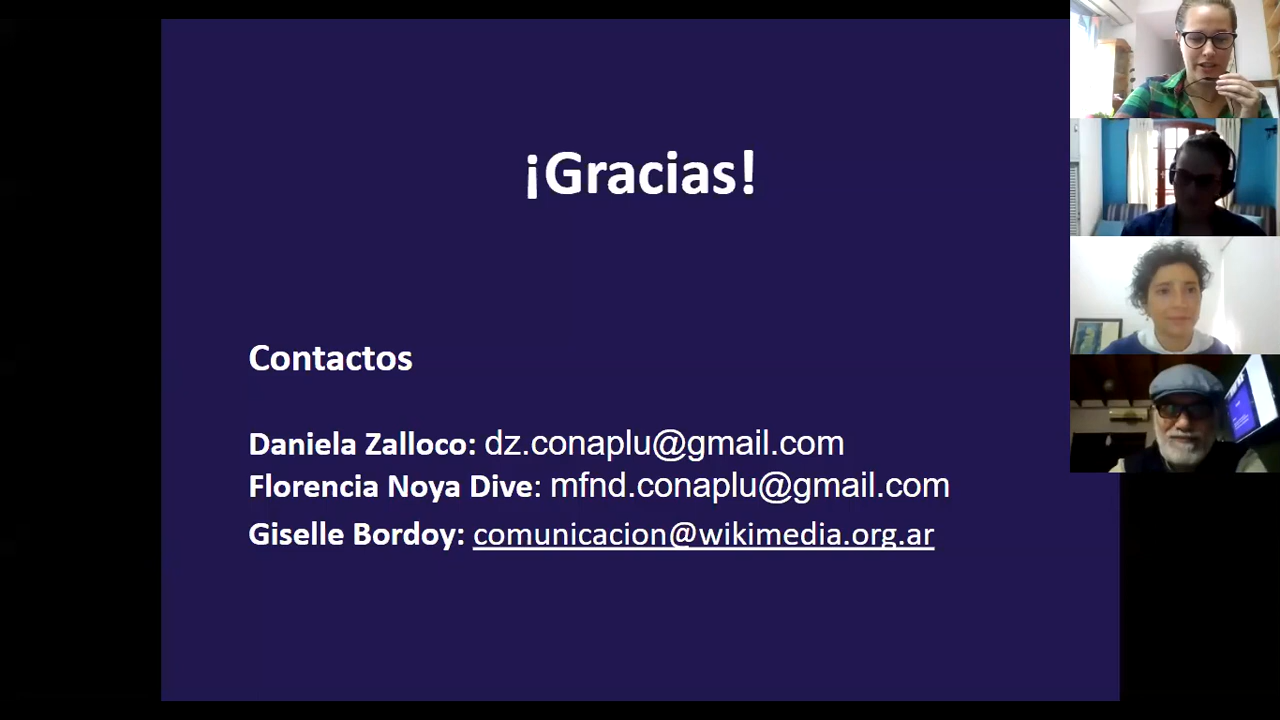 ¡Gracias!
Contactos
Daniela Zalloco: dz.conaplu@gmail.com
Florencia Noya Dive: mfnd.conaplu@gmail.com
Giselle Bordoy: comunicacion@wikimedia.org.ar